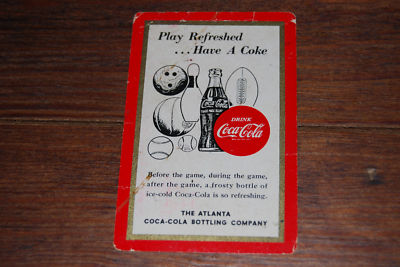 Play Refreshed
...Have A Coke
Coca-Cola
DRINK
Coca-Cola
Before the game, during the game,
after the game, a frosty bottle of
ice-cold Coca-Cola is so refreshing.
THE ATLANTA
COCA-COLA BOTTLING COMPANY